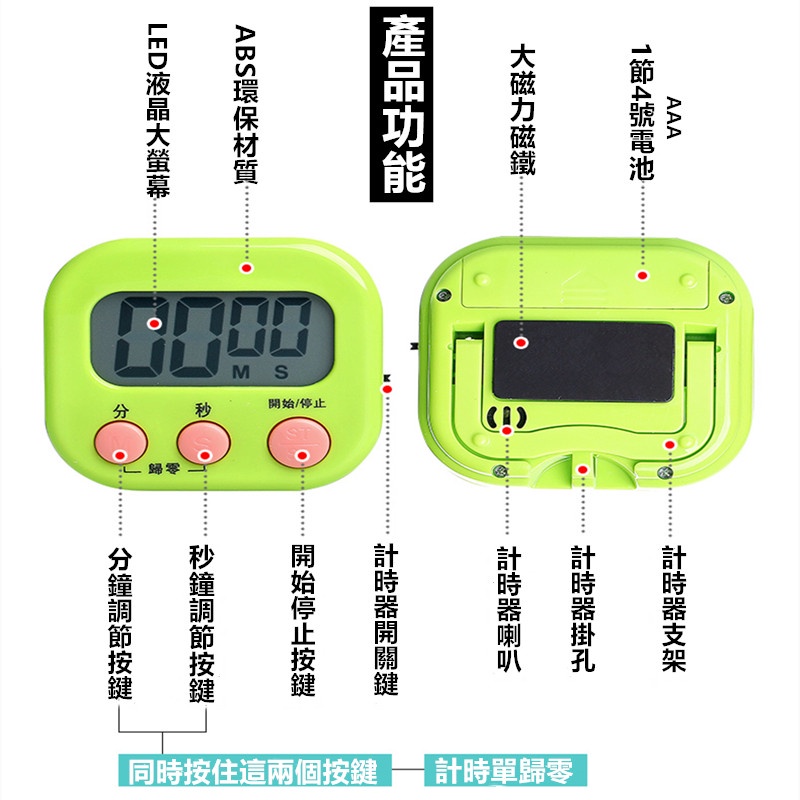 產品功能
LED液晶大螢幕
ABS環保材質
大磁力磁鐵
AAA
1節4號電池
00 00
M S
分
秒
開始/停止
M
S
ST
歸零
分鐘調節按鍵
秒鐘調節按鍵
開始停止按鍵
計時器開關鍵
計時器喇叭
計時器掛孔
計時器支架
同時按住這兩個按鍵
計時單歸零